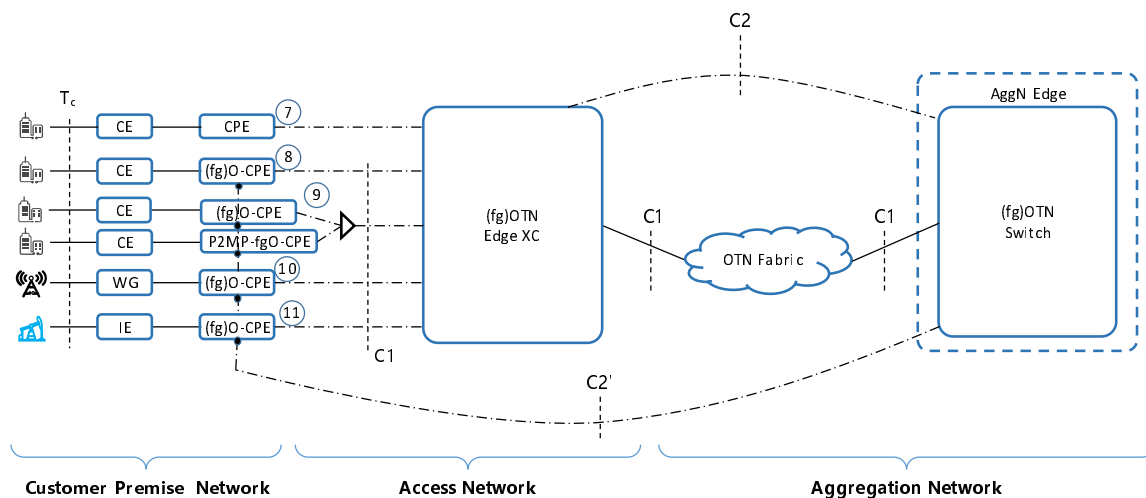 C2
AggN Edge
Tc
CE
CPE
7
CE
(fg)O-CPE
8
CE
(fg)O-CPE
9
CE
P2MP-fgO-CPE
WG
(fg)O-CPE
10
IE
(fg)O-CPE
11
C1
(fg)OTN
Edge XC
C1
OTN Fabric
C1
(fg)OTN
Switch
C2'
Customer Premise Network
Access Network
Aggregation Network